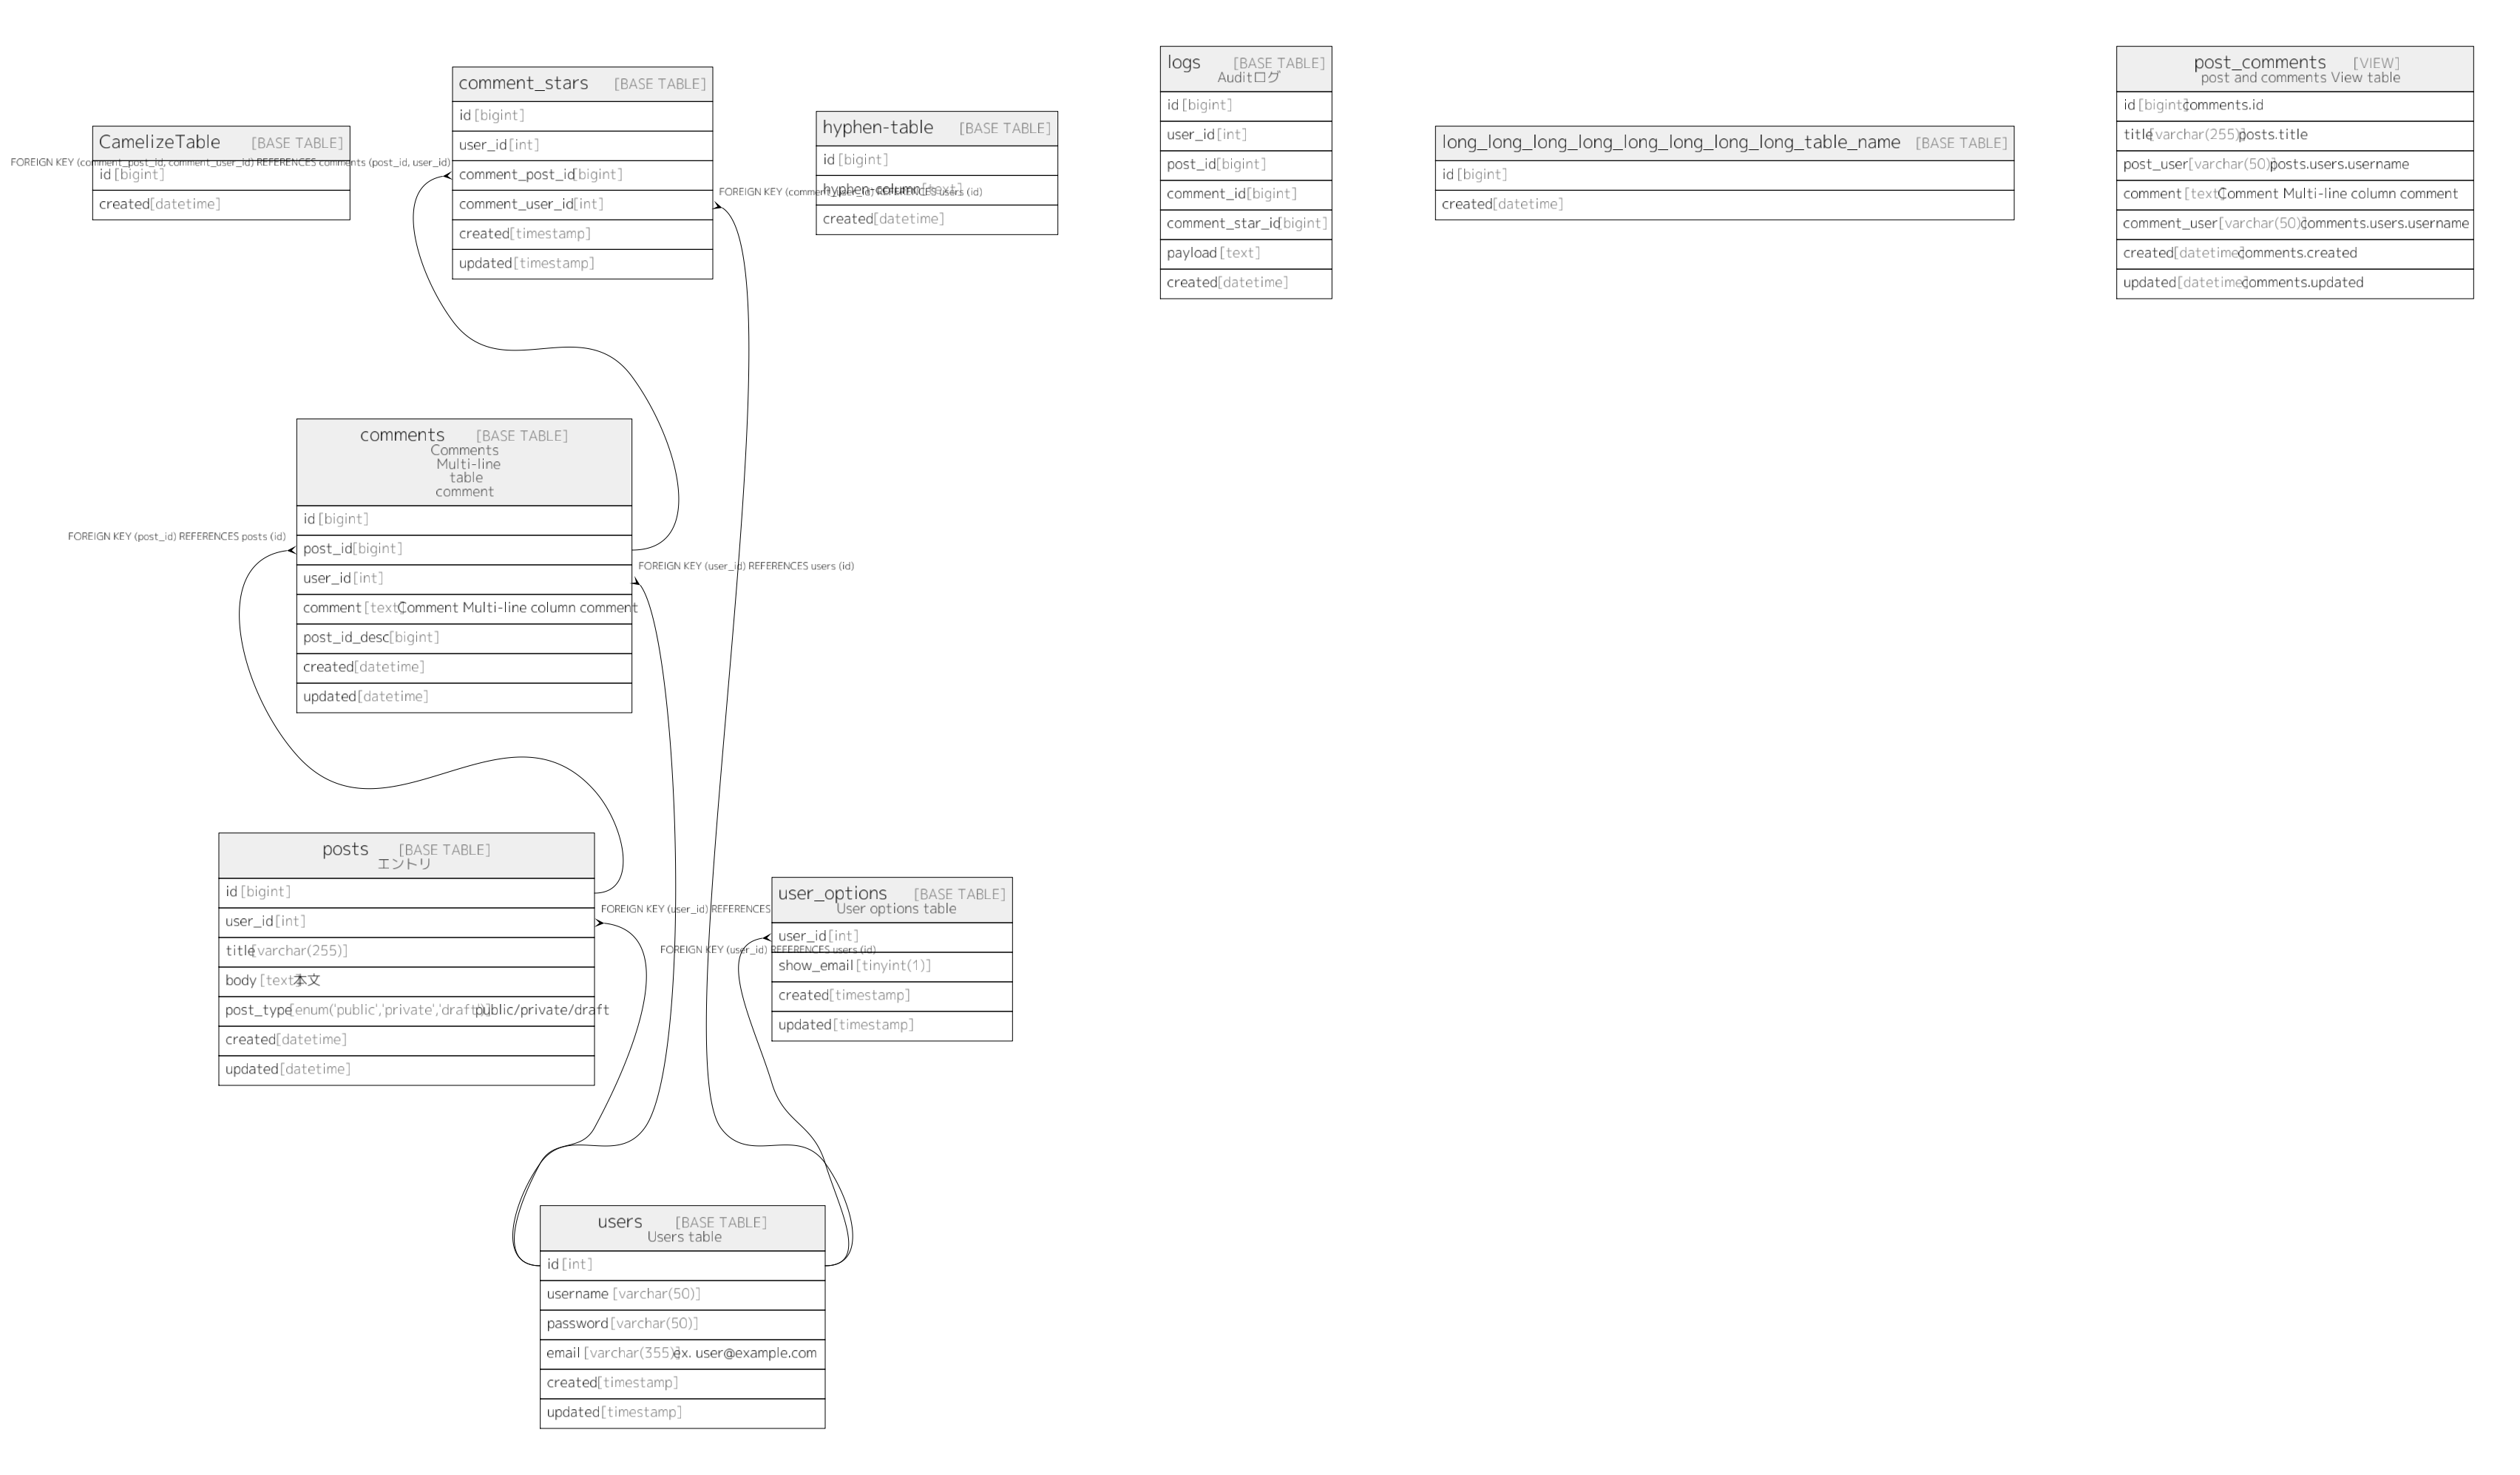 CamelizeTable [BASE TABLE]
id [bigint]
created [datetime]
FOREIGN KEY (comment_post_id, comment_user_id) REFERENCES comments (post_id, user_id)
comment_stars [BASE TABLE]
id [bigint]
user_id [int]
comment_post_id [bigint]
comment_user_id [int]
created [timestamp]
updated [timestamp]
FOREIGN KEY (comment_user_id) REFERENCES users (id)
hyphen-table [BASE TABLE]
id [bigint]
hyphen-column [text]
created [datetime]
logs [BASE TABLE]
Auditログ
id [bigint]
user_id [int]
post_id [bigint]
comment_id [bigint]
comment_star_id [bigint]
payload [text]
created [datetime]
long_long_long_long_long_long_long_long_table_name [BASE TABLE]
id [bigint]
created [datetime]
post_comments [VIEW]
post and comments View table
id [bigint] comments.id
title [varchar(255)] posts.title
post_user [varchar(50)] posts.users.username
comment [text] Comment Multi-line column comment
comment_user [varchar(50)] comments.users.username
created [datetime] comments.created
updated [datetime] comments.updated
comments [BASE TABLE]
Comments
Multi-line
table
comment
id [bigint]
post_id [bigint]
user_id [int]
comment [text] Comment Multi-line column comment
post_id_desc [bigint]
created [datetime]
updated [datetime]
FOREIGN KEY (post_id) REFERENCES posts (id)
FOREIGN KEY (user_id) REFERENCES users (id)
posts [BASE TABLE]
エントリ
id [bigint]
user_id [int]
title [varchar(255)]
body [text] 本文
post_type [enum('public','private','draft')] public/private/draft
created [datetime]
updated [datetime]
FOREIGN KEY (user_id) REFERENCES
user_options [BASE TABLE]
User options table
user_id [int]
show_email [tinyint(1)]
created [timestamp]
updated [timestamp]
FOREIGN KEY (user_id) REFERENCES users (id)
users [BASE TABLE]
Users table
id [int]
username [varchar(50)]
password [varchar(50)]
email [varchar(355)] ex. user@example.com
created [timestamp]
updated [timestamp]